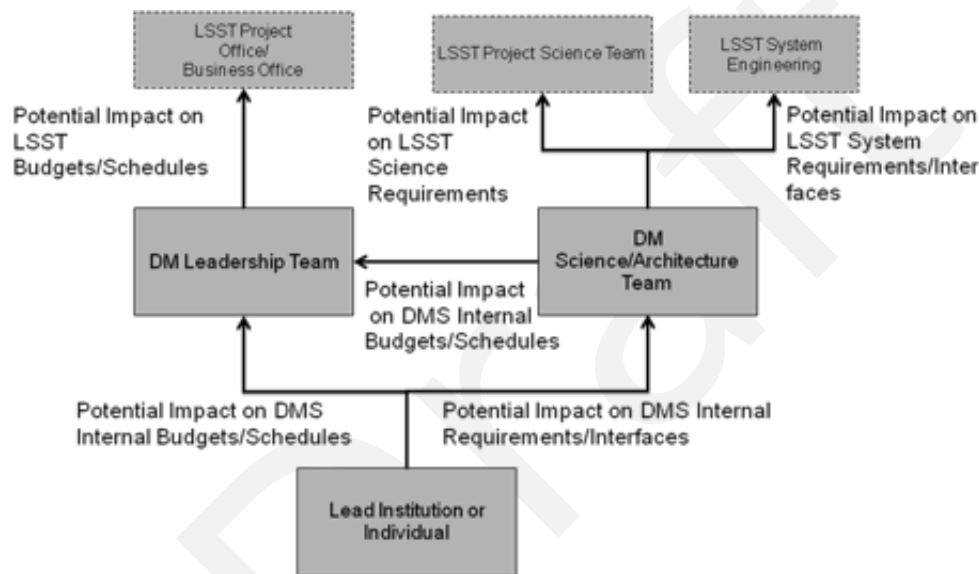 LSST Project
Office/
Business Office
LSST Project Science Team
LSST System
Engineering
Potential Impact on
LSST
Budgets/Schedules
Potential Impact
on LSST
Science
Requirements
Potential Impact on
LSST System
Requirements/Inter
faces
DM Leadership Team
DM
Science/Architecture
Team
Potential Impact
on DMS Internal
Budgets/Schedules
Potential Impact on DMS
Internal Budgets/Schedules
Potential Impact on DMS Internal
Requirements/Interfaces
Lead Institution or
Individual
Draft